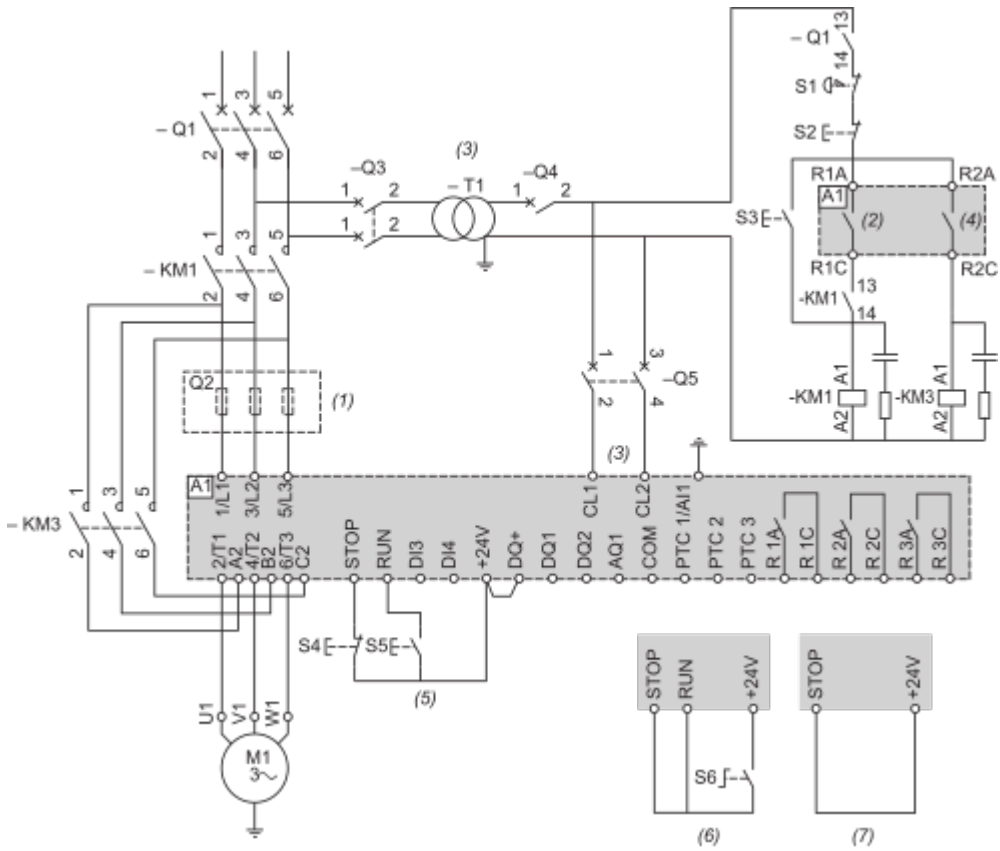 1 3 5
– Q1
2 4 6
–Q3
1 2
1 2
(3)
– T1
–Q4
1 2
13
– Q1
14
S1
S2
R1A R2A
A1
S3
(2) (4)
R1C R2C
13
-KM1
14
A1 A1
-KM1 -KM3
A2 A2
1 3 5
– KM1
2 4 6
Q2
(1)
1 3
–Q5
2 4
(3)
1 3 5
– KM3
2 4 6
A1
1/L1 3/L2 5/L3 CL1 CL2 PTC 1/AI1
2/T1 A2 4/T2 B2 6/T3 C2 STOP RUN DI3 DI4 +24V DQ+ DQ1 DQ2 AQ1 COM PTC 2 PTC 3 R 1A R 1C R 2A R 2C R 3A R 3C
S4 S5
(5)
U1 V1 W1
M1
3~
STOP RUN +24V
S6
(6)
STOP +24V
(7)